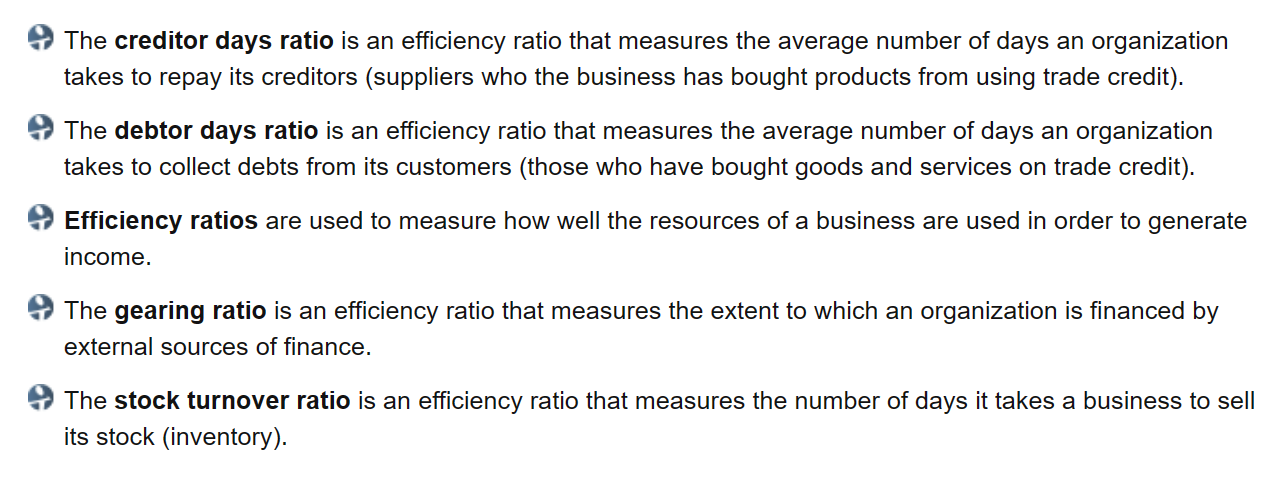 The creditor days ratio is an efficiency ratio that measures the average number of days an organization
takes to repay its creditors (suppliers who the business has bought products from using trade credit).
The debtor days ratio is an efficiency ratio that measures the average number of days an organization
takes to collect debts from its customers (those who have bought goods and services on trade credit).
Efficiency ratios are used to measure how well the resources of a business are used in order to generate
income.
The gearing ratio is an efficiency ratio that measures the extent to which an organization is financed by
external sources of finance.
The stock turnover ratio is an efficiency ratio that measures the number of days it takes a business to sell
its stock (inventory).